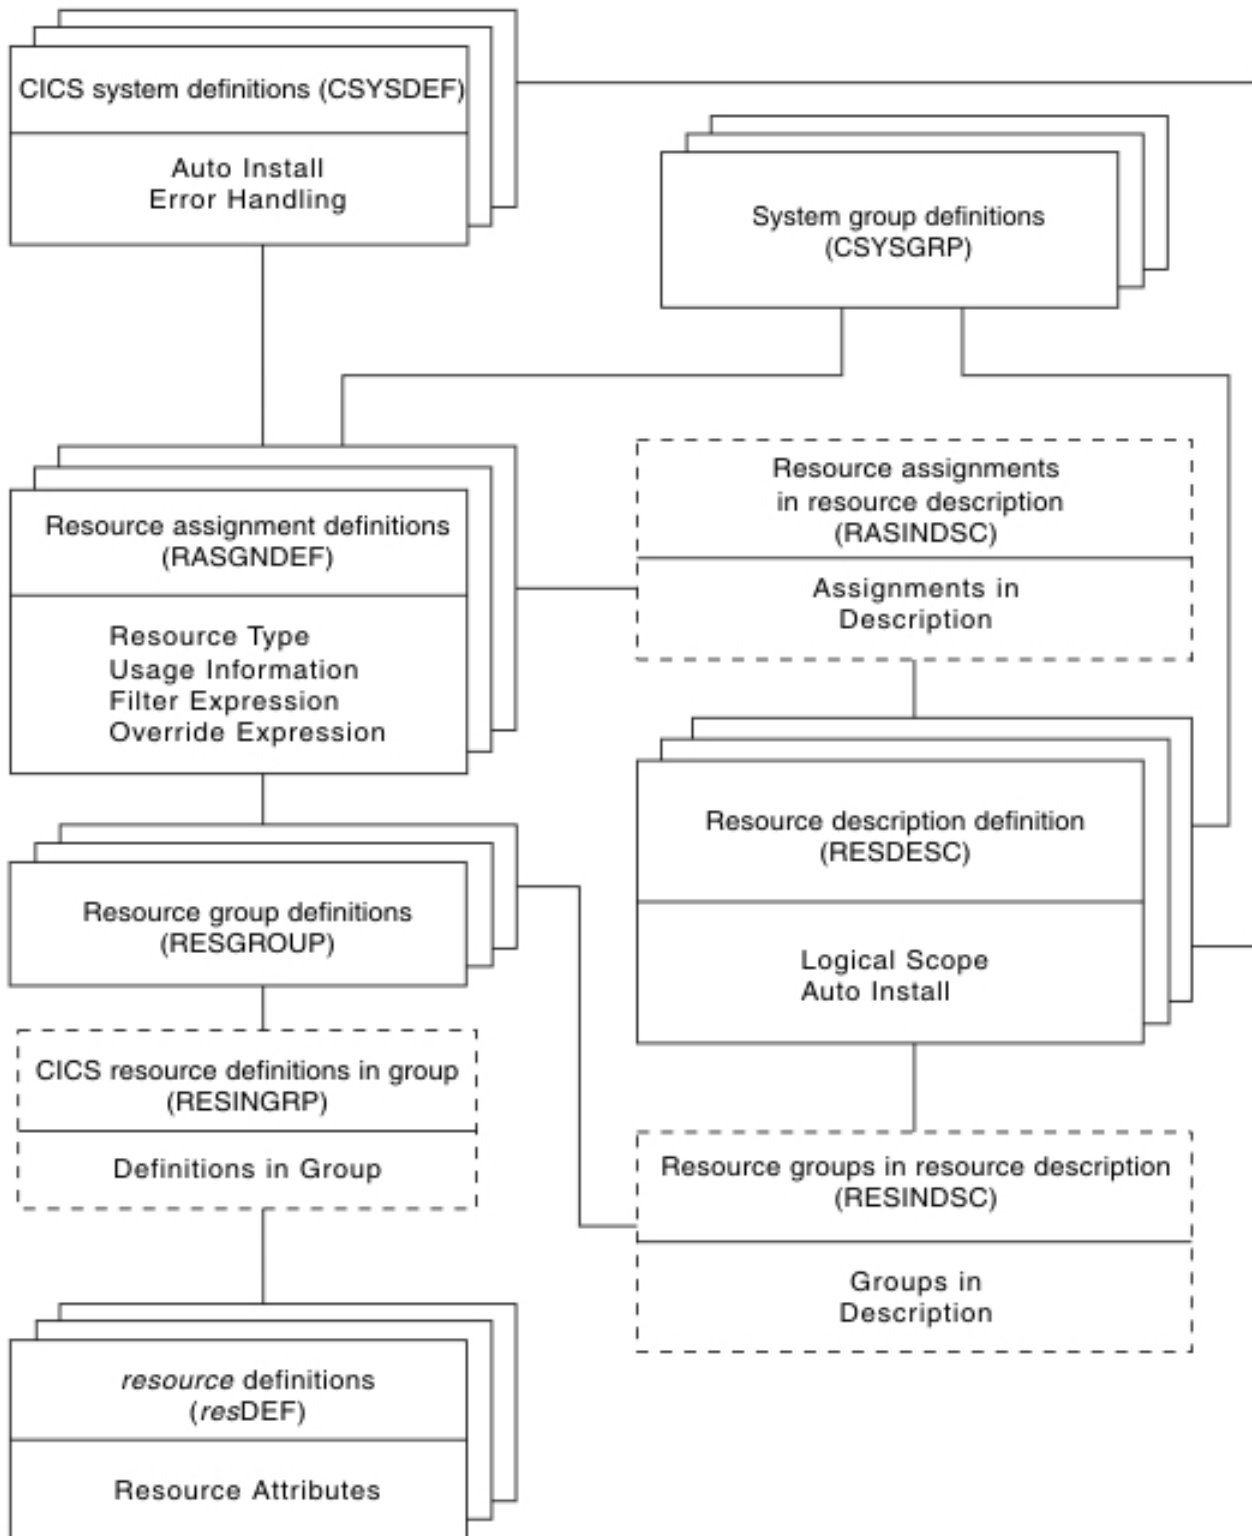 CICS system definitions (CSYSDEF)
Auto Install
Error Handling
System group definitions
(CSYSGRP)
Resource assignment definitions
(RASGNDEF)
Resource Type
Usage Information
Filter Expression
Override Expression
Resource assignments
in resource description
(RASINDSC)
Assignments in
Description
Resource description definition
(RESDESC)
Logical Scope
Auto Install
Resource group definitions
(RESGROUP)
CICS resource definitions in group
(RESINGRP)
Definitions in Group
Resource groups in resource description
(RESINDSC)
Groups in
Description
resource definitions
(resDEF)
Resource Attributes